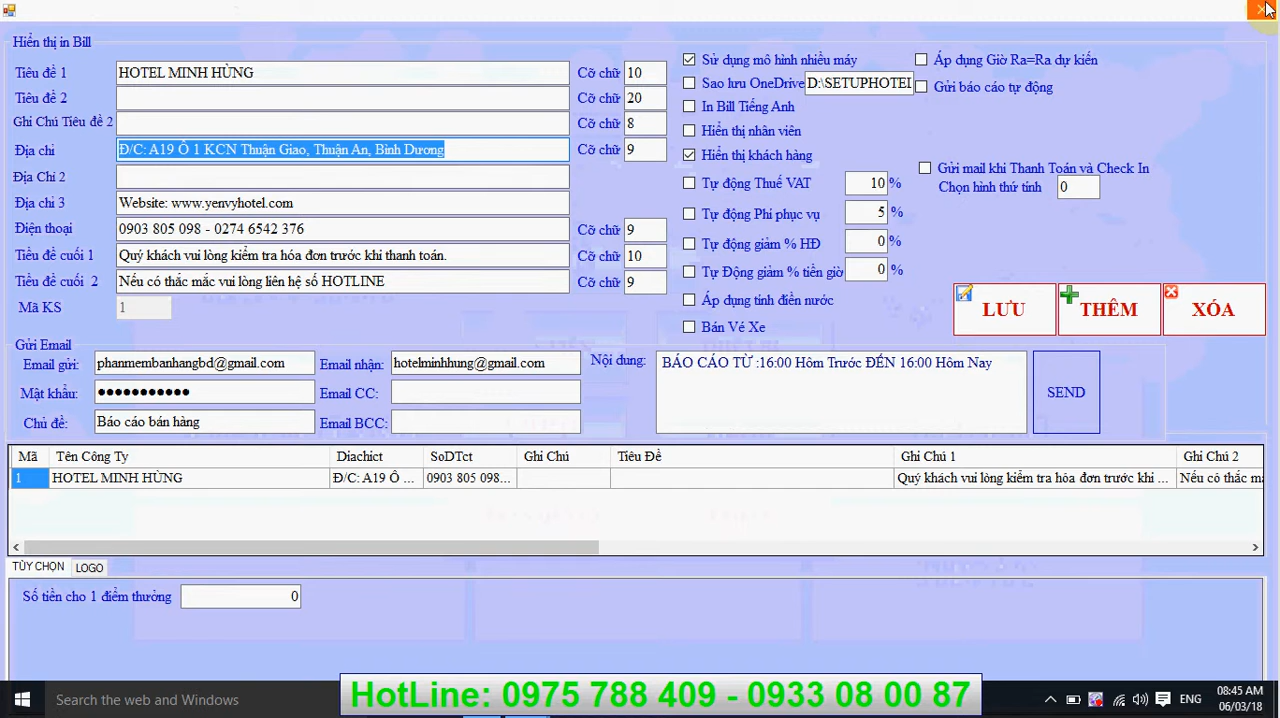 Hiển thị in Bill
Tiêu đề 1 HOTEL MINH HÙNG Cỡ chữ 10
Tiêu đề 2 Cỡ chữ 20
Ghi Chú Tiêu đề 2 Cỡ chữ 8
Địa chỉ Đ/C: A19 Ô 1 KCN Thuận Giao, Thuận An, Bình Dương Cỡ chữ 9
Địa Chỉ 2
Địa chỉ 3 Website: www.yenvyhotel.com
Điện thoại 0903 805 098 - 0274 6542 376 Cỡ chữ 9
Tiêu đề cuối 1 Quý khách vui lòng kiểm tra hóa đơn trước khi thanh toán. Cỡ chữ 10
Tiêu đề cuối 2 Nếu có thắc mắc vui lòng liên hệ số HOTLINE Cỡ chữ 9
Mã KS 1
Sử dụng mô hình nhiều máy
Sao lưu OneDrive D:\SETUPHOTEL
In Bill Tiếng Anh
Hiển thị nhân viên
Hiển thị khách hàng
Tự động Thuế VAT 10 %
Tự động Phí phục vụ 5 %
Tự động giảm % HĐ 0 %
Tự Động giảm % tiền giờ 0 %
Áp dụng tính điện nước
Bán Vé Xe
Áp dụng Giờ Ra=Ra dự kiến
Gửi báo cáo tự động
Gửi mail khi Thanh Toán và Check In
Chọn hình thứ tính 0
LƯU THÊM XÓA
Gửi Email
Email gửi: phanmembanhangbd@gmail.com Email nhận: hotelminhhung@gmail.com
Mật khẩu: ●●●●●●●●●●● Email CC:
Chủ đề: Báo cáo bán hàng Email BCC:
Nội dung: BÁO CÁO TỪ :16:00 Hôm Trước ĐẾN 16:00 Hôm Nay
SEND
Mã Tên Công Ty Diachict SoDTct Ghi Chú Tiêu Đề Ghi Chú 1 Ghi Chú 2
1 HOTEL MINH HÙNG Đ/C: A19 Ô ... 0903 805 098... Quý khách vui lòng kiểm tra hóa đơn trước khi ... Nếu có thắc mắ
TÙY CHỌN LOGO
Số tiền cho 1 điểm thưởng 0
HotLine: 0975 788 409 - 0933 08 00 87
Search the web and Windows
ENG
08:45 AM
06/03/18